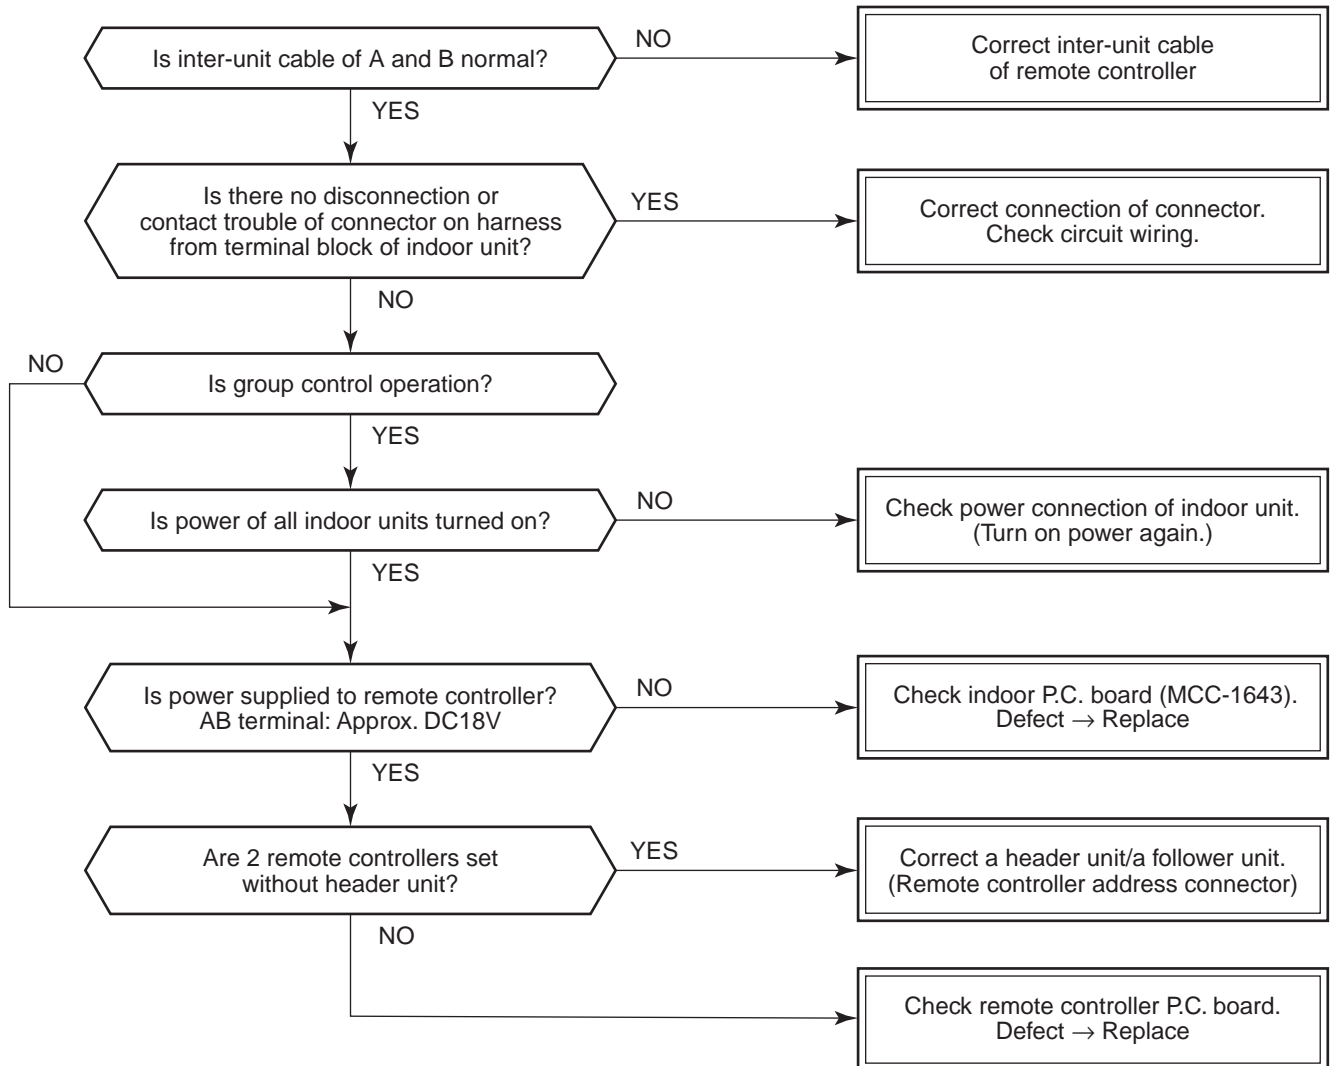 Is inter-unit cable of A and B normal?
NO
Correct inter-unit cable
of remote controller
YES
Is there no disconnection or
contact trouble of connector on harness
from terminal block of indoor unit?
YES
Correct connection of connector.
Check circuit wiring.
NO
NO
Is group control operation?
YES
Is power of all indoor units turned on?
NO
Check power connection of indoor unit.
(Turn on power again.)
YES
Is power supplied to remote controller?
AB terminal: Approx. DC18V
NO
Check indoor P.C. board (MCC-1643).
Defect → Replace
YES
Are 2 remote controllers set
without header unit?
YES
Correct a header unit/a follower unit.
(Remote controller address connector)
NO
Check remote controller P.C. board.
Defect → Replace